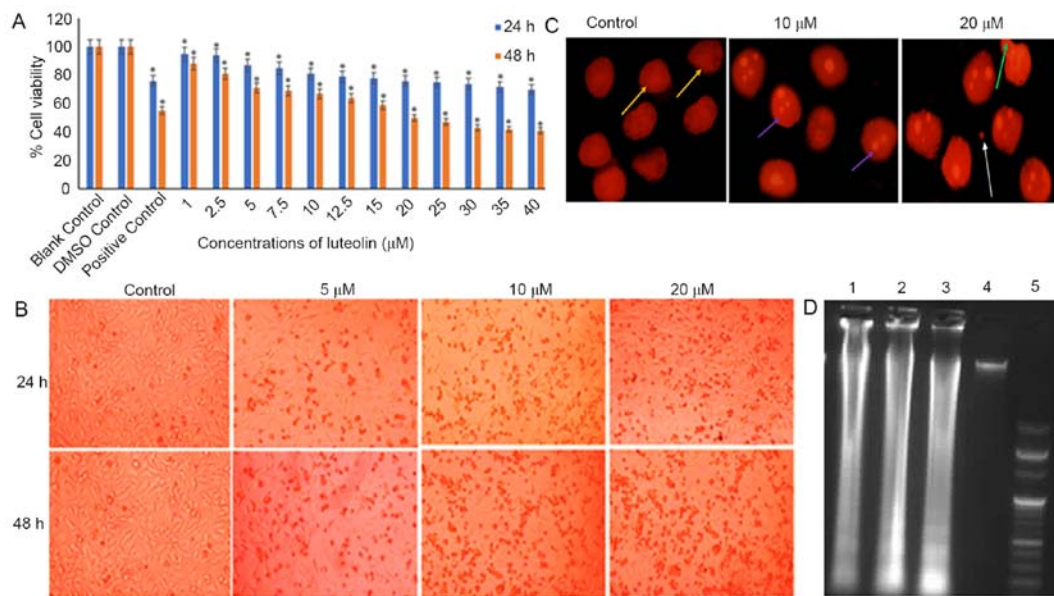 A
% Cell viability
120
100
80
60
40
20
0
24 h
48 h
* * * * * * * * * * * * * * * * * * * * * * * * * *
Blank Control
DMSO Control
Positive Control
1
2.5
5
7.5
10
12.5
15
20
25
30
35
40
Concentrations of luteolin (μM)
C
Control
10 μM
20 μM
B
Control
5 μM
10 μM
20 μM
24 h
48 h
D
1 2 3 4 5